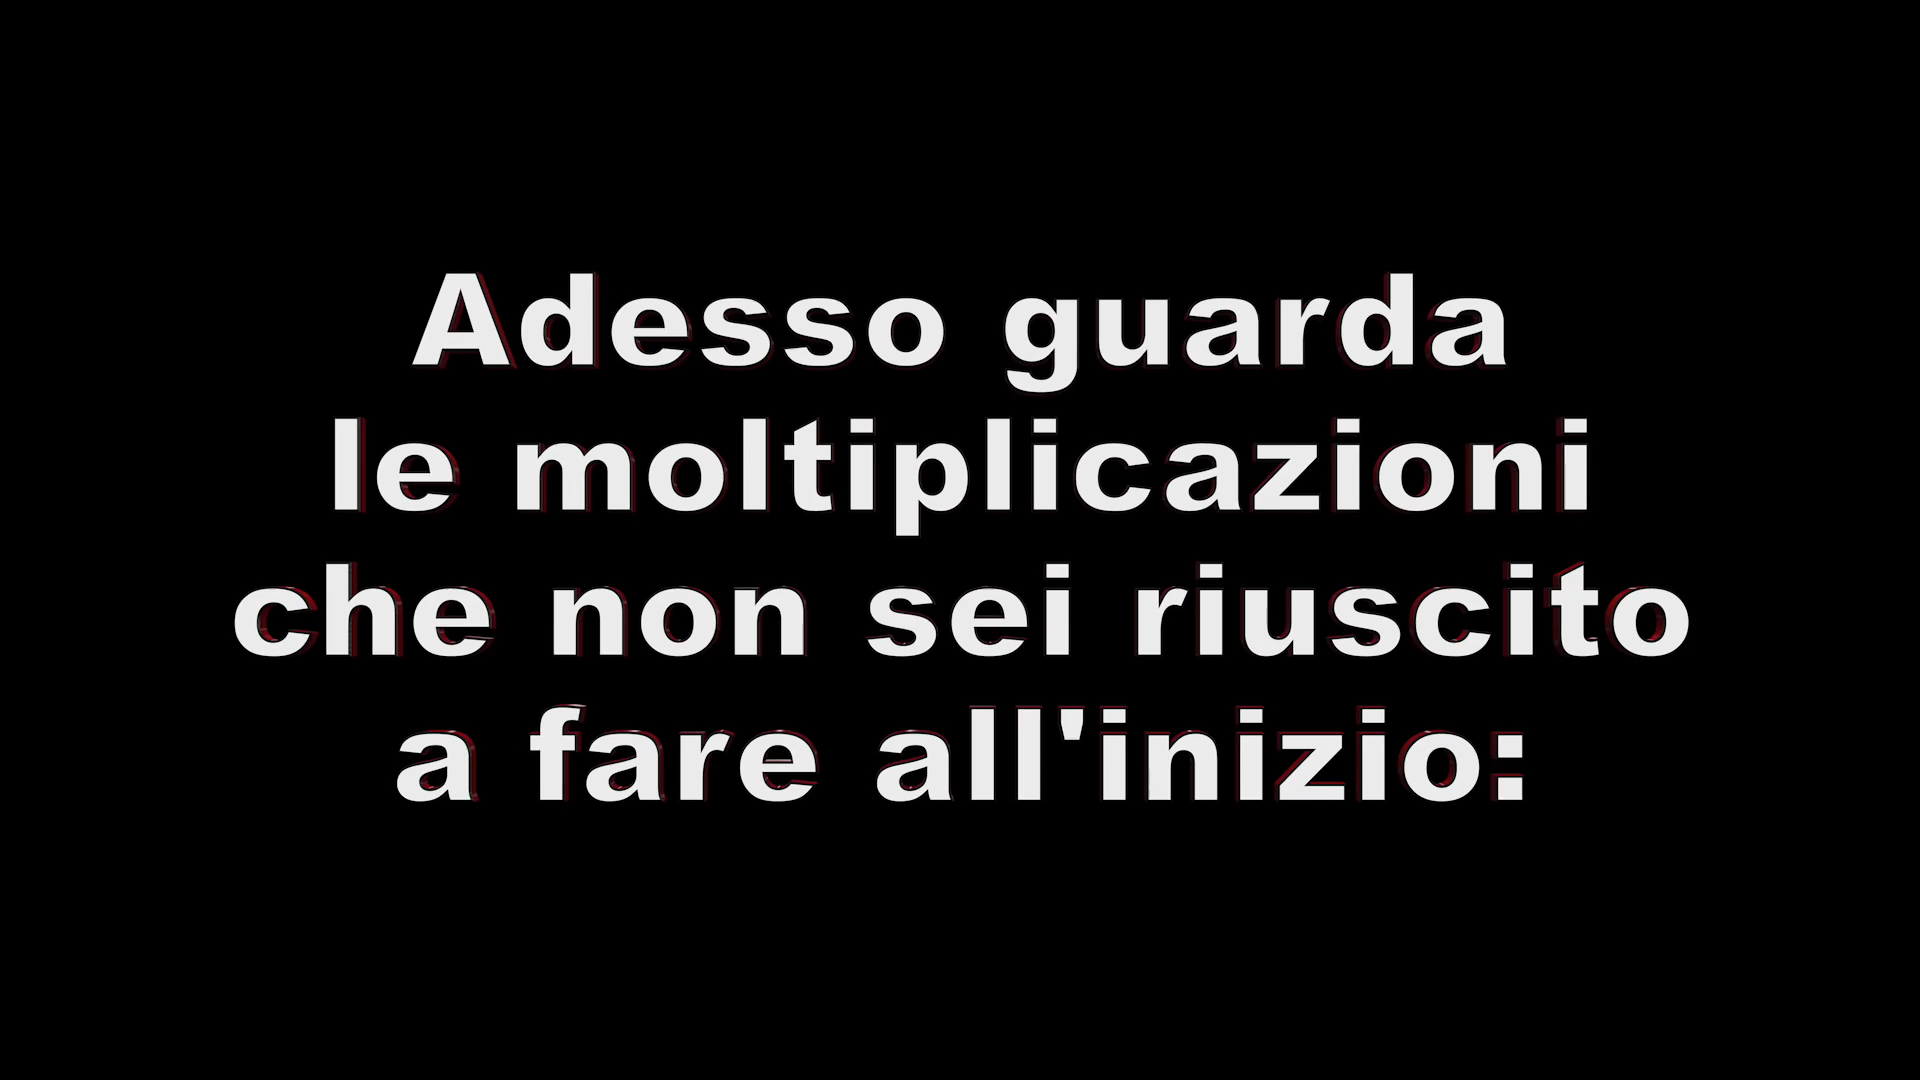 Adesso guarda
le moltiplicazioni
che non sei riuscito
a fare all'inizio: